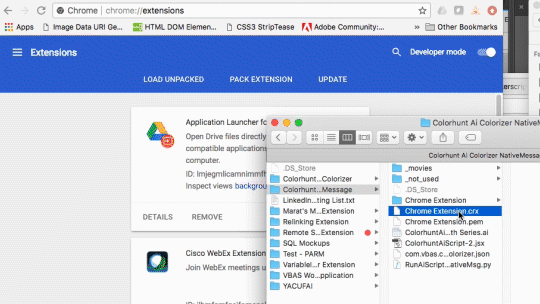 Chrome chrome://extensions
Apps Image Data URI Ge HTML DOM Elemen... CSS3 StripTease Adobe Community: » Other Bookmarks
Extensions
Developer mode
LOAD UNPACKED PACK EXTENSION UPDATE
Application Launcher fo
Open Drive files directly
compatible applications
computer.
Inspect views backgrou
DETAILS REMOVE
Cisco WebEx Extension
Join WebEx meetings u
Colorhunt Ai Colorizer NativeMessa
Colorhunt Ai Colorizer NativeMess
.DS_Store
Colorhunt...Colorizer
Colorhunt...Message
LinkedIn...ting List.txt
Marat's M...Extension
Relinking Extension
Remote S...Extension
SQL Mockups
Test - PARM
Variablei...r Extension
VBAS Wo...pplication
YACUFAI
_movies
_not_used
.DS_Store
Chrome Extension
Chrome Extension.crx
Chrome Extension.pem
ColorhuntAi...th Series.ai
ColorhuntAiScript-2.jsx
com.vbas.c...olorizer.json
RunAiScript...ativeMsg.py
erscrip